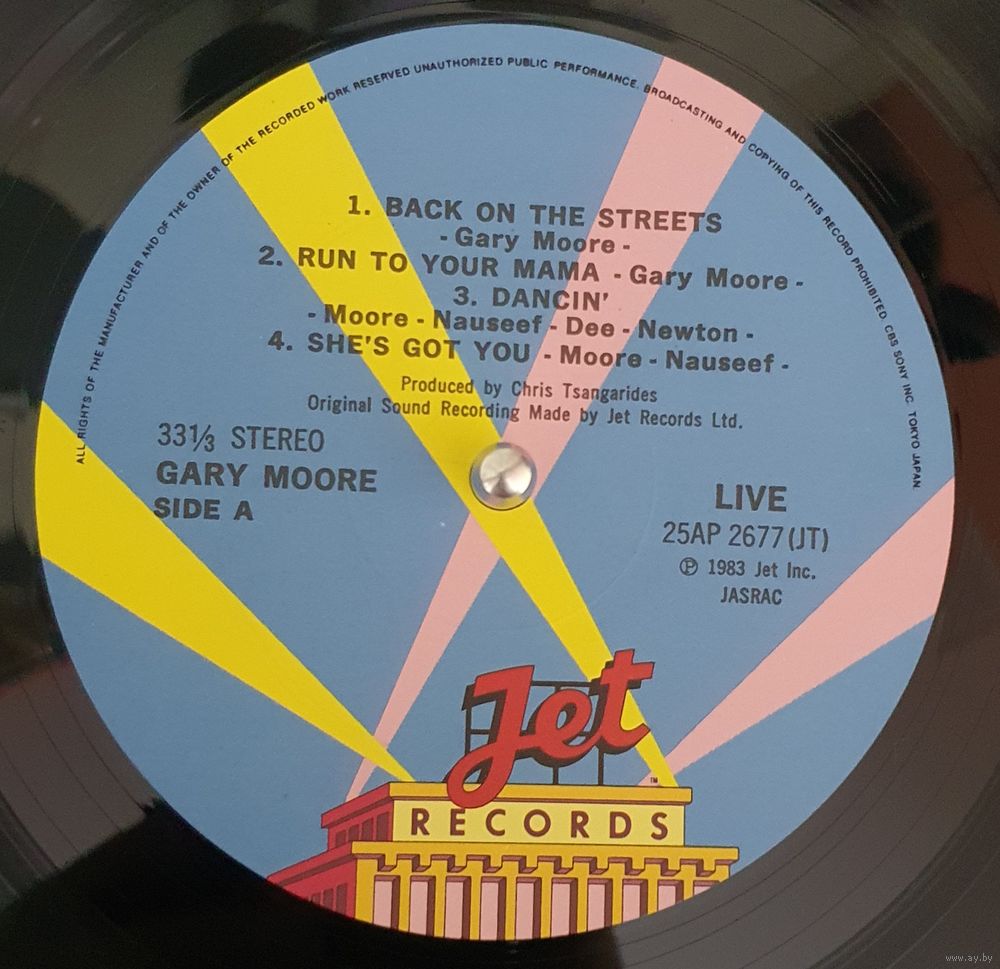 ALL RIGHTS OF THE MANUFACTURER AND OF THE OWNER OF THE RECORDED WORK RESERVED UNAUTHORIZED PUBLIC PERFORMANCE. BROADCASTING AND COPYING OF THIS RECORD PROHIBITED. CBS SONY INC. TOKYO JAPAN.
1. BACK ON THE STREETS
- Gary Moore -
2. RUN TO YOUR MAMA - Gary Moore -
3. DANCIN'
- Moore - Nauseef - Dee - Newton -
4. SHE'S GOT YOU - Moore - Nauseef -
Produced by Chris Tsangarides
Original Sound Recording Made by Jet Records Ltd.
33⅓ STEREO
GARY MOORE
SIDE A
LIVE
25AP 2677(JT)
℗ 1983 Jet Inc.
JASRAC
Jet
TM
RECORDS
www.ay.by